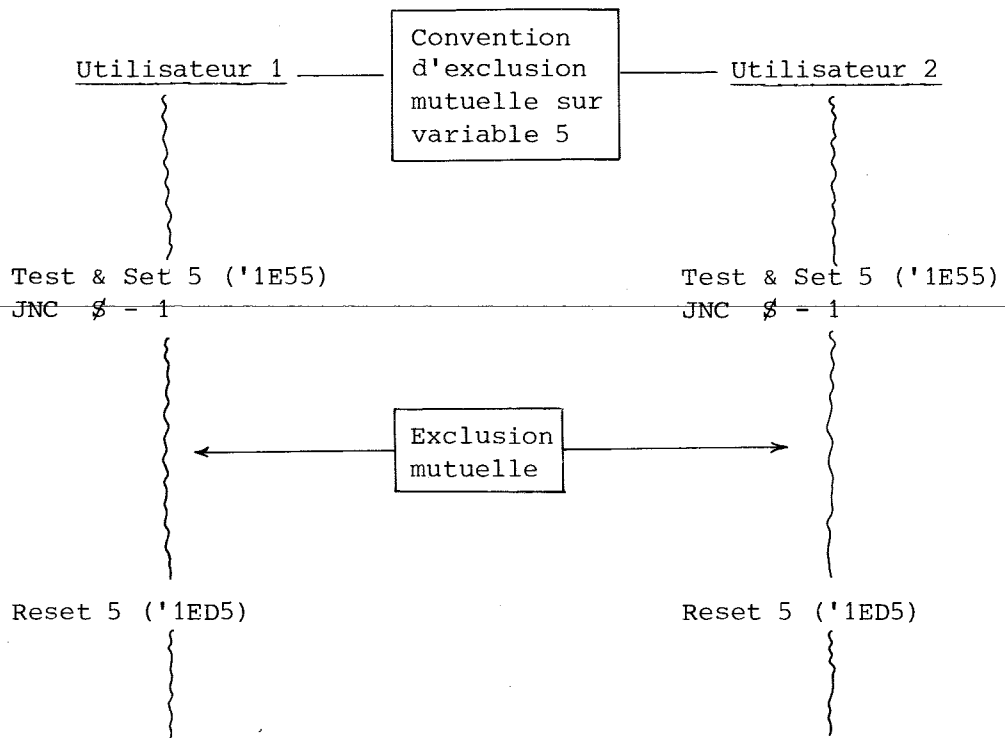 Utilisateur 1
Convention
d'exclusion
mutuelle sur
variable 5
Utilisateur 2
Test & Set 5 ('1E55)
JNC $ - 1
Test & Set 5 ('1E55)
JNC $ - 1
Exclusion
mutuelle
Reset 5 ('1ED5)
Reset 5 ('1ED5)